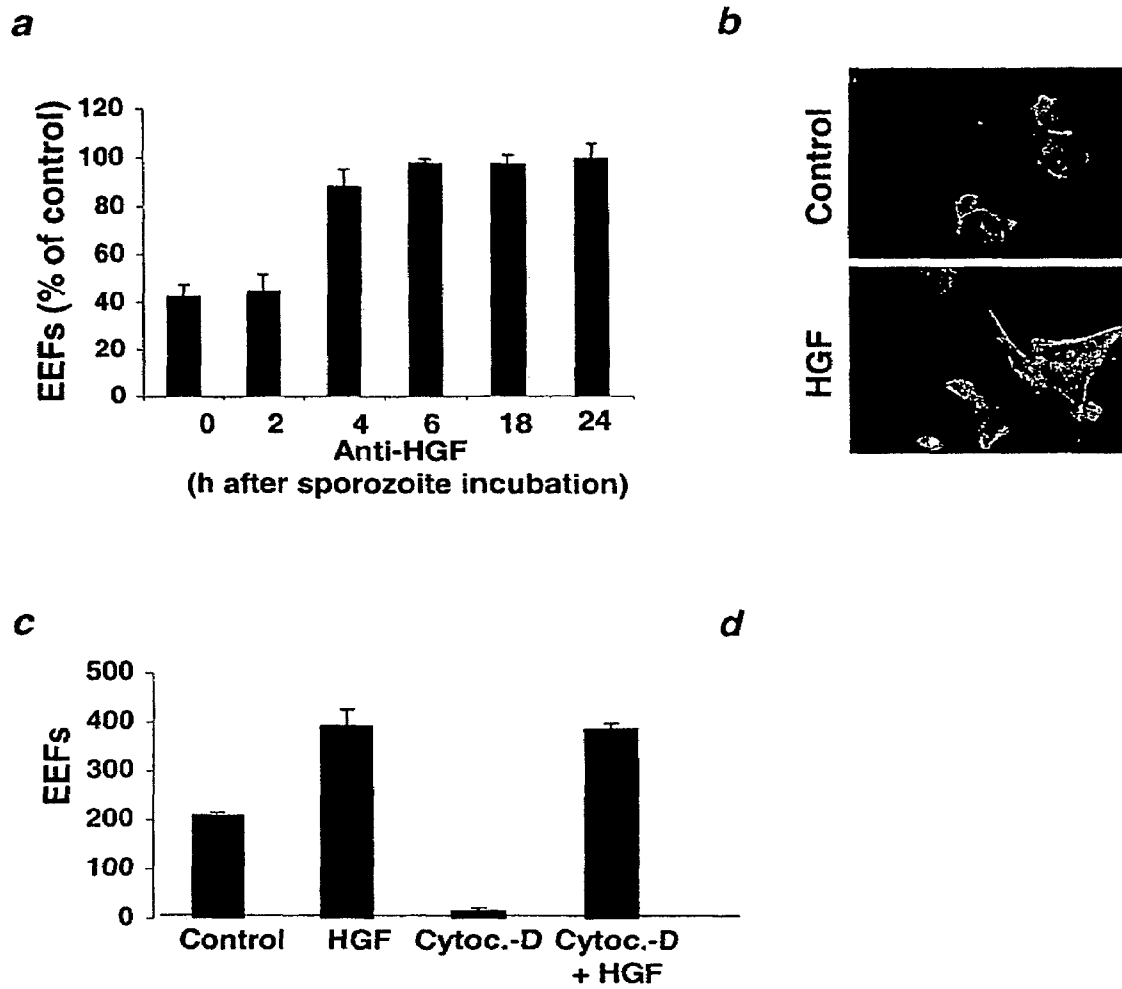 a
b
120
100
80
60
40
20
0
EEFs (% of control)
0 2 4 6 18 24
Anti-HGF
(h after sporozoite incubation)
Control
HGF
c
d
500
400
300
200
100
0
EEFs
Control HGF Cytoc.-D Cytoc.-D
+ HGF